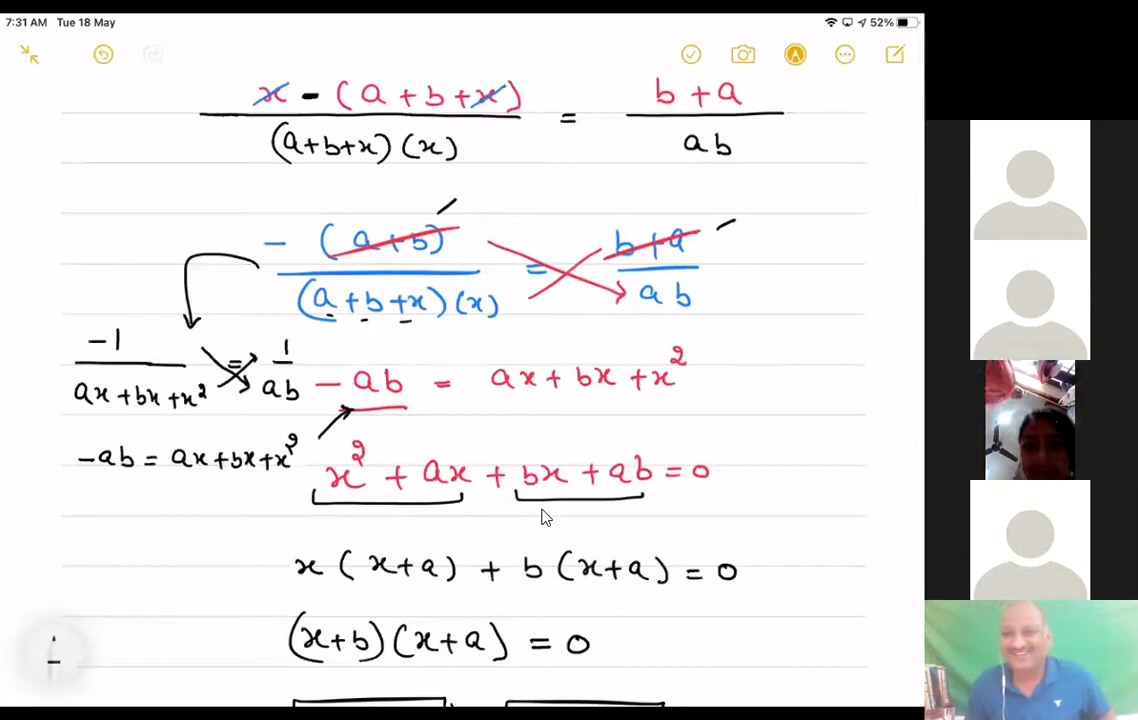 7:31 AM Tue 18 May 52%
x - (a + b + x) / (a+b+x) (x) = b + a / ab
- (a + b) / (a + b + x) (x) = b + a / ab
-1 / ax + bx + x² = 1 / ab
- ab = ax + bx + x²
-ab = ax + bx + x²
x² + ax + bx + ab = 0
x (x + a) + b (x + a) = 0
(x + b) (x + a) = 0